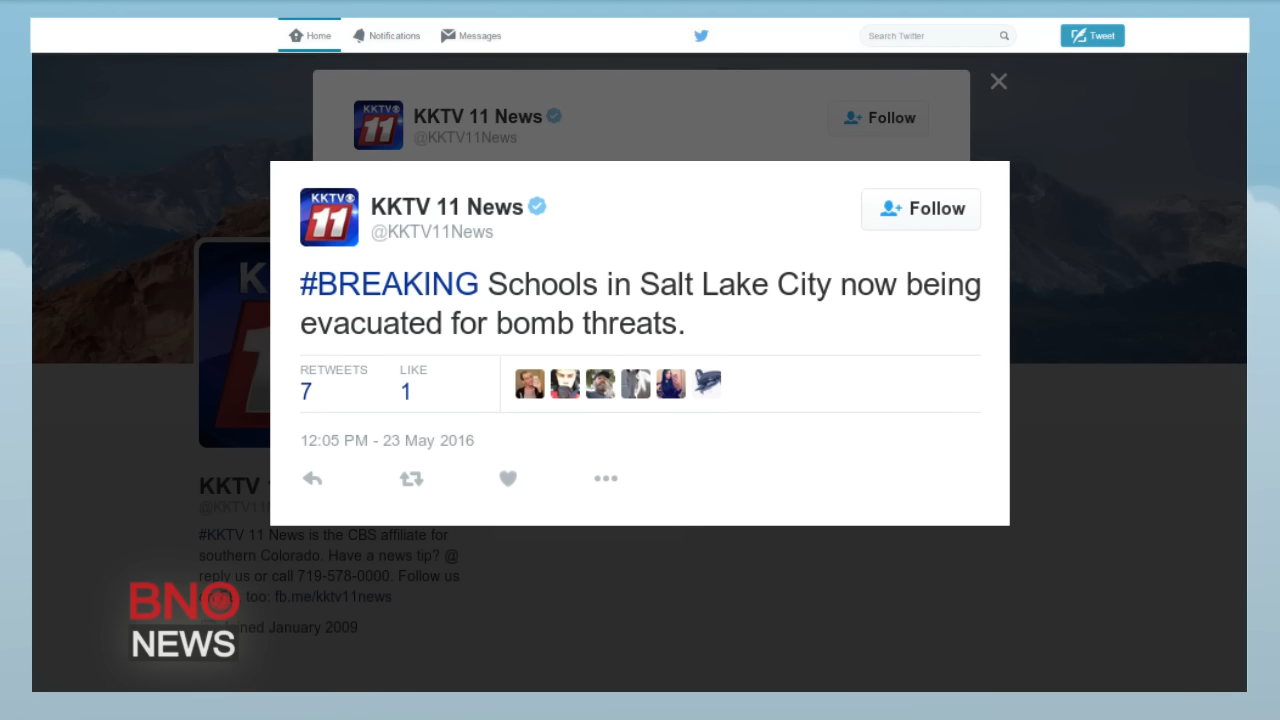 Home Notifications Messages Search Twitter Tweet
KKTV 11 News Follow
@KKTV11News
KKTV 11
KKTV 11 News Follow
@KKTV11News
#BREAKING Schools in Salt Lake City now being
evacuated for bomb threats.
RETWEETS LIKE
7 1
12:05 PM - 23 May 2016
KKTV
@KKTV11
#KKTV 11 News is the CBS affiliate for
southern Colorado. Have a news tip? @
reply us or call 719-578-0000. Follow us
too: fb.me/kktv11news
January 2009
BNO
NEWS